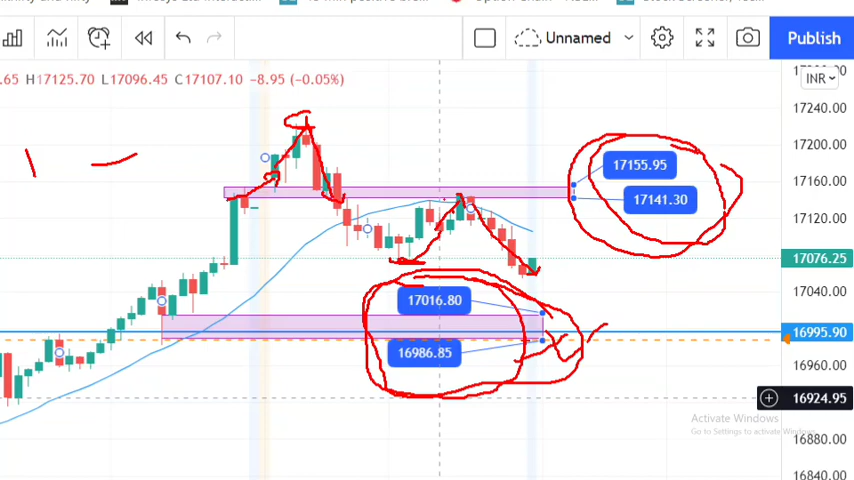 Unnamed
Publish
.65 H17125.70 L17096.45 C17107.10 -8.95 (-0.05%)
INR
17240.00
17200.00
17155.95
17160.00
17141.30
17120.00
17076.25
17016.80
17040.00
16995.90
16986.85
16960.00
16924.95
Activate Windows
Go to Settings to activate Windows.
16880.00
16840.00